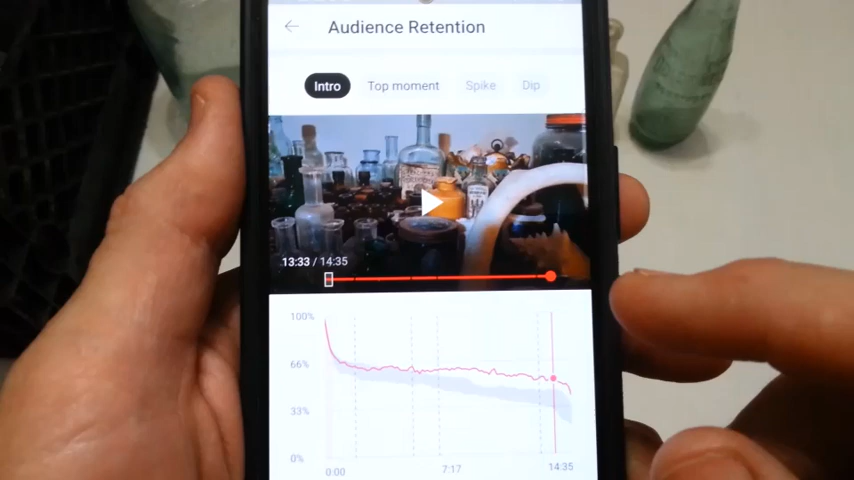 Audience Retention
Intro Top moment Spike Dip
13:33 / 14:35
100%
66%
33%
0%
0:00 7:17 14:35